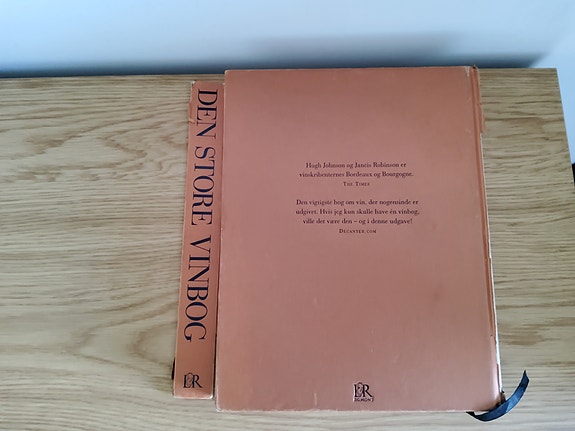 DEN STORE VINBOG
L&R
Hugh Johnson og Jancis Robinson er
vinskribenternes Bordeaux og Bourgogne.
The Times
Den vigtigste bog om vin, der nogensinde er
udgivet: Hvis jeg kun skulle have én vinbog,
ville det være den – og i denne udgave!
Decanter.com
L&R
EGMONT